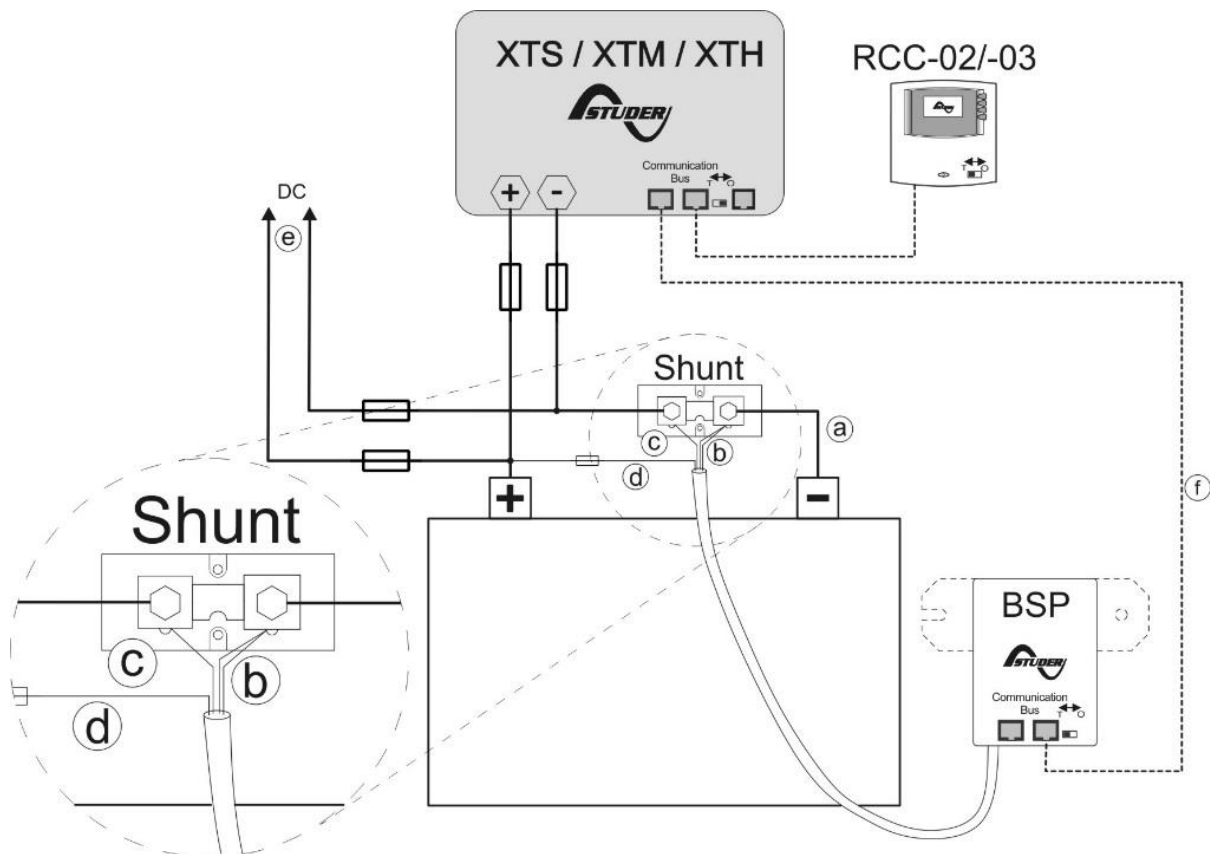 XTS / XTM / XTH
STUDER
Communication
Bus
T O
+ -
RCC-02/-03
T O
DC
e
Shunt
c
b
a
d
+ -
f
Shunt
c
b
d
BSP
STUDER
Communication
Bus
T O